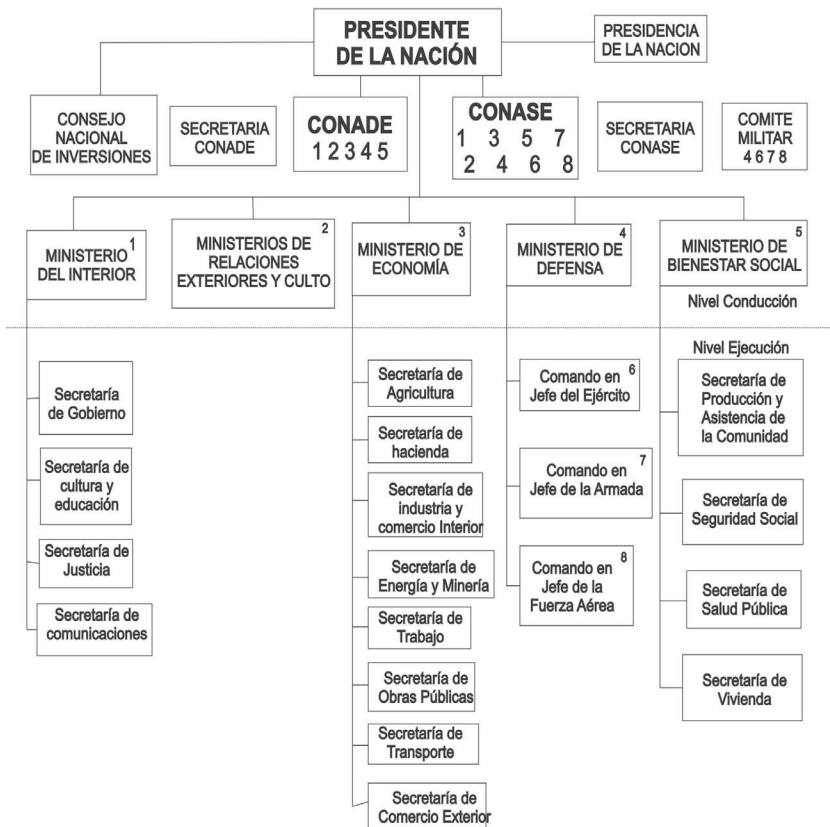 PRESIDENTE
DE LA NACIÓN
PRESIDENCIA
DE LA NACION
CONSEJO
NACIONAL
DE INVERSIONES
SECRETARIA
CONADE
CONADE
1 2 3 4 5
CONASE
1 3 5 7
2 4 6 8
SECRETARIA
CONASE
COMITE
MILITAR
4 6 7 8
1
MINISTERIO
DEL INTERIOR
2
MINISTERIOS DE
RELACIONES
EXTERIORES Y CULTO
3
MINISTERIO DE
ECONOMÍA
4
MINISTERIO DE
DEFENSA
5
MINISTERIO DE
BIENESTAR SOCIAL
Nivel Conducción
Nivel Ejecución
Secretaría
de Gobierno
Secretaría de
cultura y
educación
Secretaría de
Justicia
Secretaría de
comunicaciones
Secretaría de
Agricultura
Secretaría de
hacienda
Secretaría de
industria y
comercio Interior
Secretaría de
Energía y Minería
Secretaría de
Trabajo
Secretaría de
Obras Públicas
Secretaría de
Transporte
Secretaría de
Comercio Exterior
6
Comando en
Jefe del Ejército
7
Comando en
Jefe de la Armada
8
Comando en
Jefe de la
Fuerza Aérea
Secretaría de
Producción y
Asistencia de
la Comunidad
Secretaría de
Seguridad Social
Secretaría de
Salud Pública
Secretaría de
Vivienda